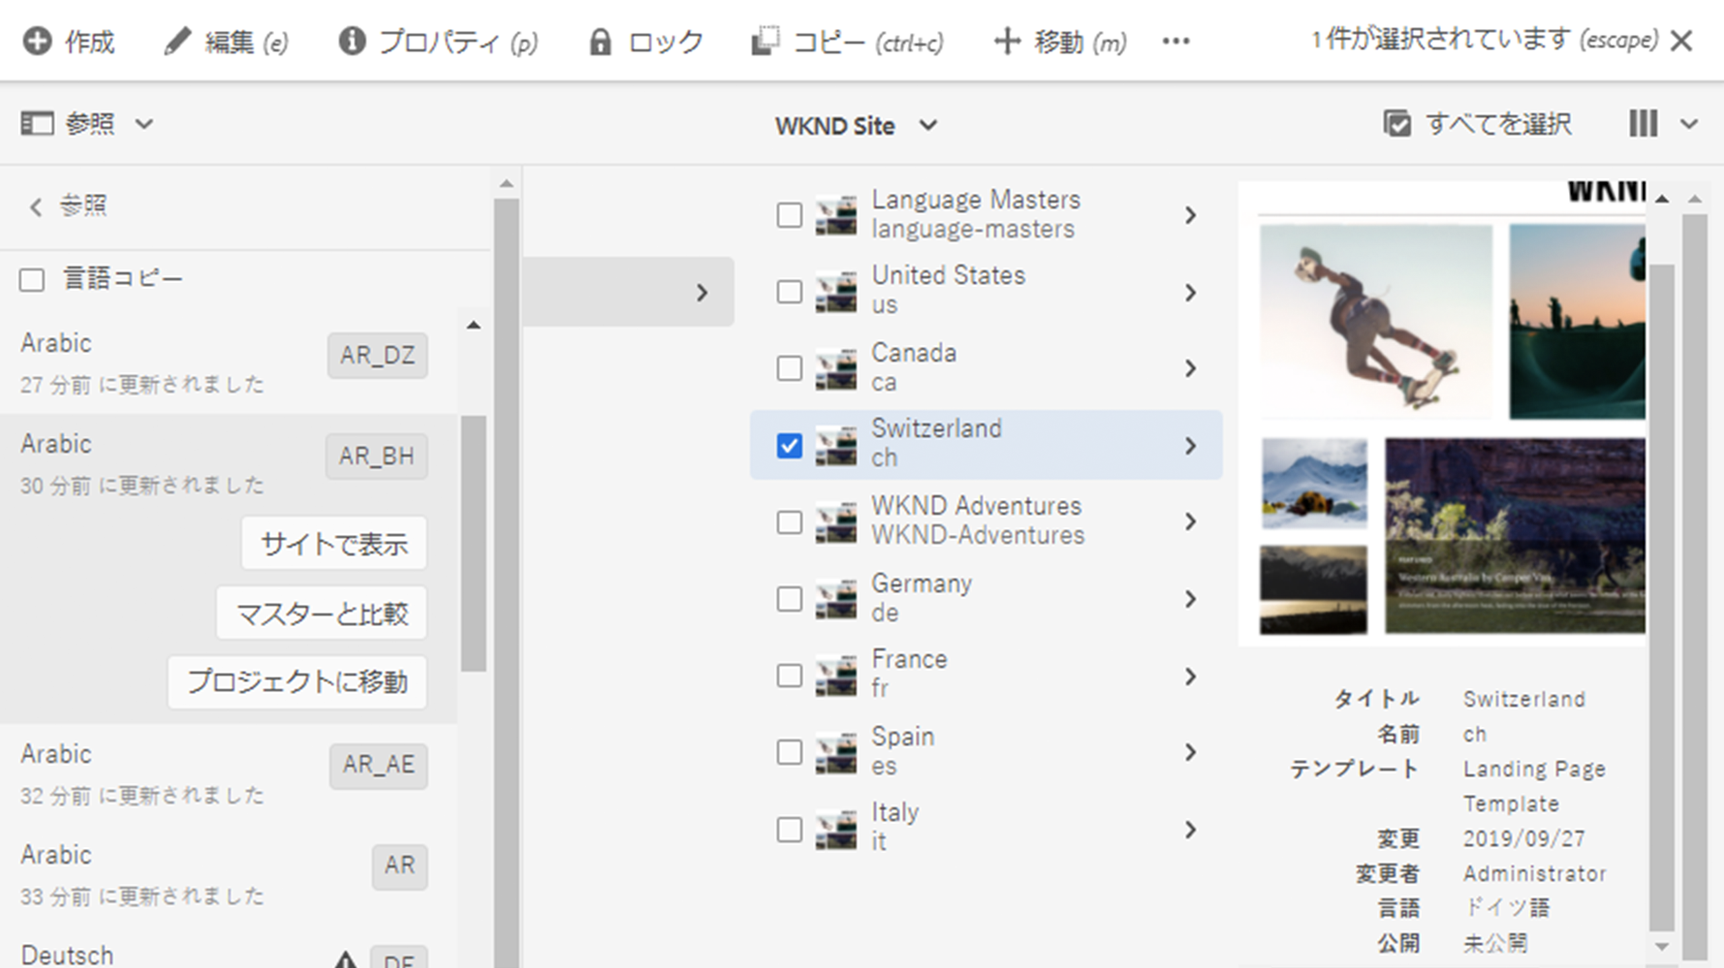 作成
編集 (e)
プロパティ (p)
ロック
コピー (ctrl+c)
移動 (m)
1 件が選択されています (escape)
参照
WKND Site
すべてを選択
参照
言語コピー
Arabic
AR_DZ
27 分前 に更新されました
Arabic
AR_BH
30 分前 に更新されました
サイトで表示
マスターと比較
プロジェクトに移動
Arabic
AR_AE
32 分前 に更新されました
Arabic
AR
33 分前 に更新されました
Deutsch
DE
Language Masters
language-masters
United States
us
Canada
ca
Switzerland
ch
WKND Adventures
WKND-Adventures
Germany
de
France
fr
Spain
es
Italy
it
WKN
FEATURED
Western Australia by Camper Van
タイトル Switzerland
名前 ch
テンプレート Landing Page
Template
変更 2019/09/27
変更者 Administrator
言語 ドイツ語
公開 未公開